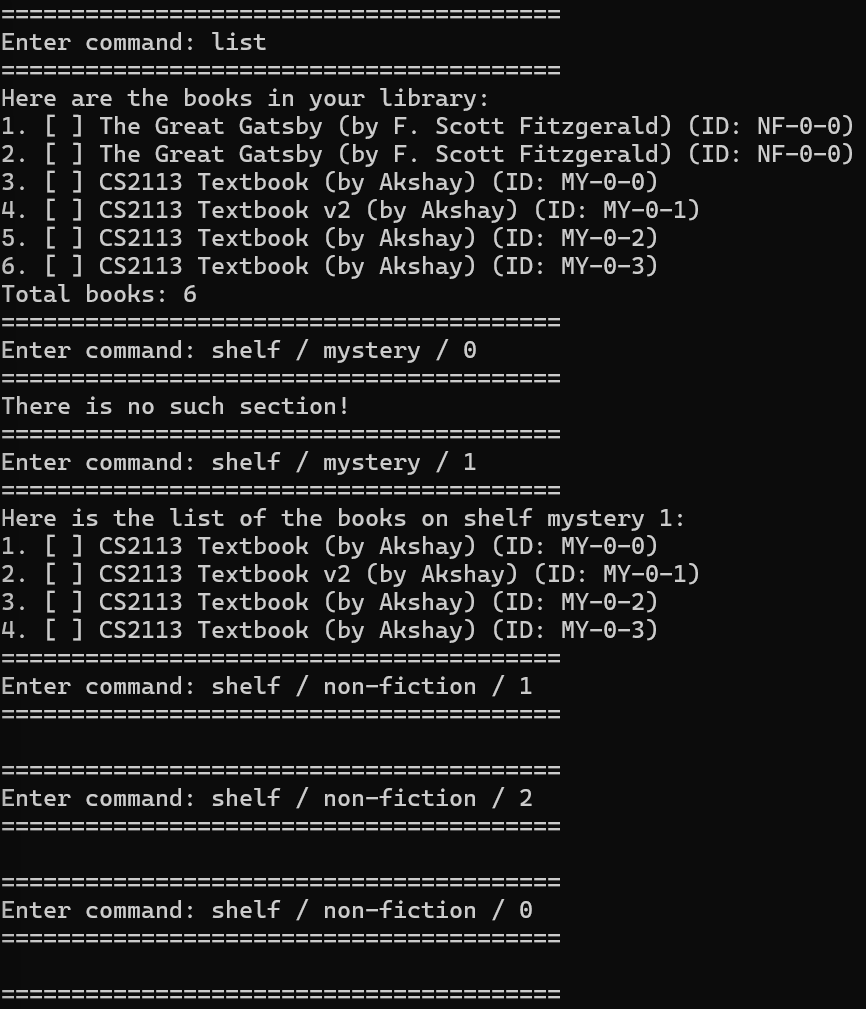 ========================================
Enter command: list
========================================
Here are the books in your library:
1. [ ] The Great Gatsby (by F. Scott Fitzgerald) (ID: NF-0-0)
2. [ ] The Great Gatsby (by F. Scott Fitzgerald) (ID: NF-0-0)
3. [ ] CS2113 Textbook (by Akshay) (ID: MY-0-0)
4. [ ] CS2113 Textbook v2 (by Akshay) (ID: MY-0-1)
5. [ ] CS2113 Textbook (by Akshay) (ID: MY-0-2)
6. [ ] CS2113 Textbook (by Akshay) (ID: MY-0-3)
Total books: 6
========================================
Enter command: shelf / mystery / 0
========================================
There is no such section!
========================================
Enter command: shelf / mystery / 1
========================================
Here is the list of the books on shelf mystery 1:
1. [ ] CS2113 Textbook (by Akshay) (ID: MY-0-0)
2. [ ] CS2113 Textbook v2 (by Akshay) (ID: MY-0-1)
3. [ ] CS2113 Textbook (by Akshay) (ID: MY-0-2)
4. [ ] CS2113 Textbook (by Akshay) (ID: MY-0-3)
========================================
Enter command: shelf / non-fiction / 1
========================================

========================================
Enter command: shelf / non-fiction / 2
========================================

========================================
Enter command: shelf / non-fiction / 0
========================================

========================================